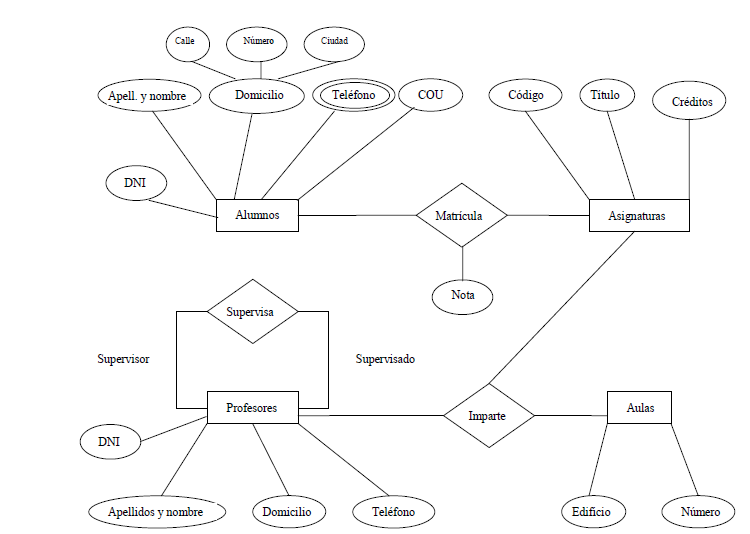 Calle
Número
Ciudad
Apell. y nombre
Domicilio
Teléfono
COU
Código
Título
Créditos
DNI
Alumnos
Matrícula
Asignaturas
Nota
Supervisa
Supervisor
Supervisado
Profesores
Imparte
Aulas
DNI
Apellidos y nombre
Domicilio
Teléfono
Edificio
Número